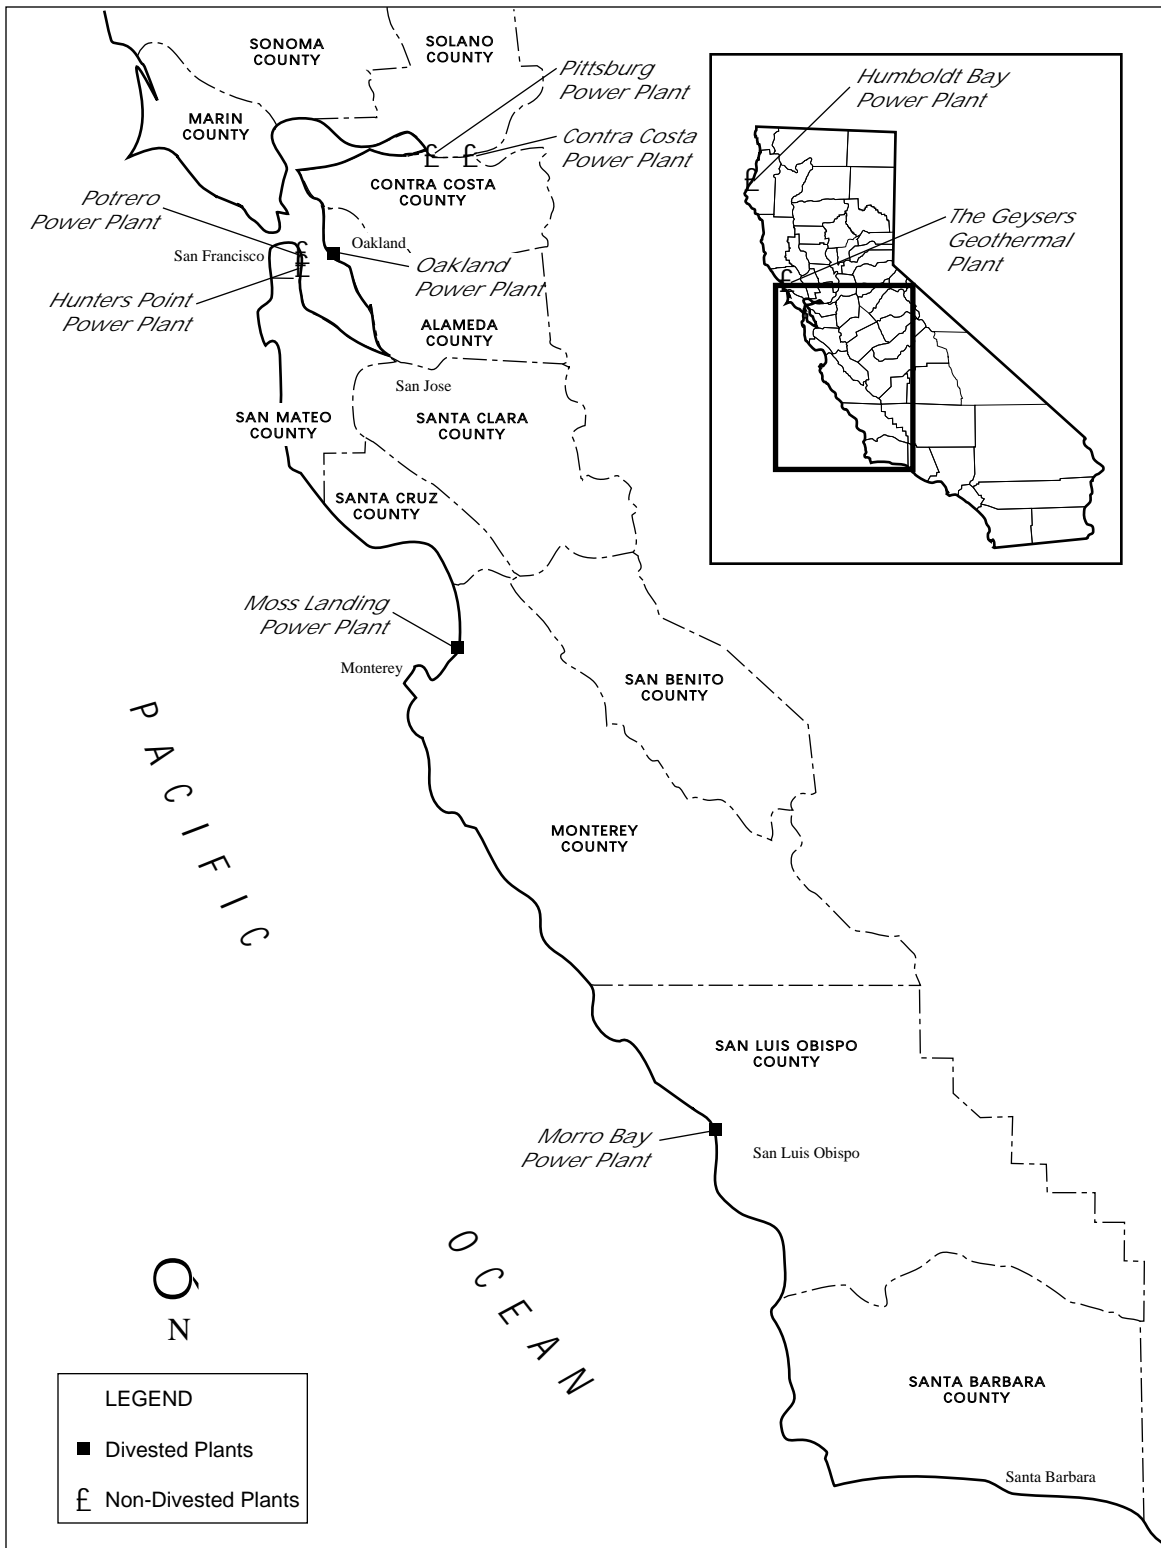 SONOMA
COUNTY
SOLANO
COUNTY
Pittsburg
Power Plant
Humboldt Bay
Power Plant
MARIN
COUNTY
Contra Costa
Power Plant
£
£
CONTRA COSTA
COUNTY
£
Potrero
Power Plant
The Geysers
Geothermal
Plant
San Francisco
£
£
Oakland
Oakland
Power Plant
£
Hunters Point
Power Plant
ALAMEDA
COUNTY
San Jose
SAN MATEO
COUNTY
SANTA CLARA
COUNTY
SANTA CRUZ
COUNTY
Moss Landing
Power Plant
Monterey
SAN BENITO
COUNTY
PACIFIC
MONTEREY
COUNTY
SAN LUIS OBISPO
COUNTY
Morro Bay
Power Plant
San Luis Obispo
OCEAN
Ó
N
SANTA BARBARA
COUNTY
Santa Barbara
LEGEND
Divested Plants
£ Non-Divested Plants